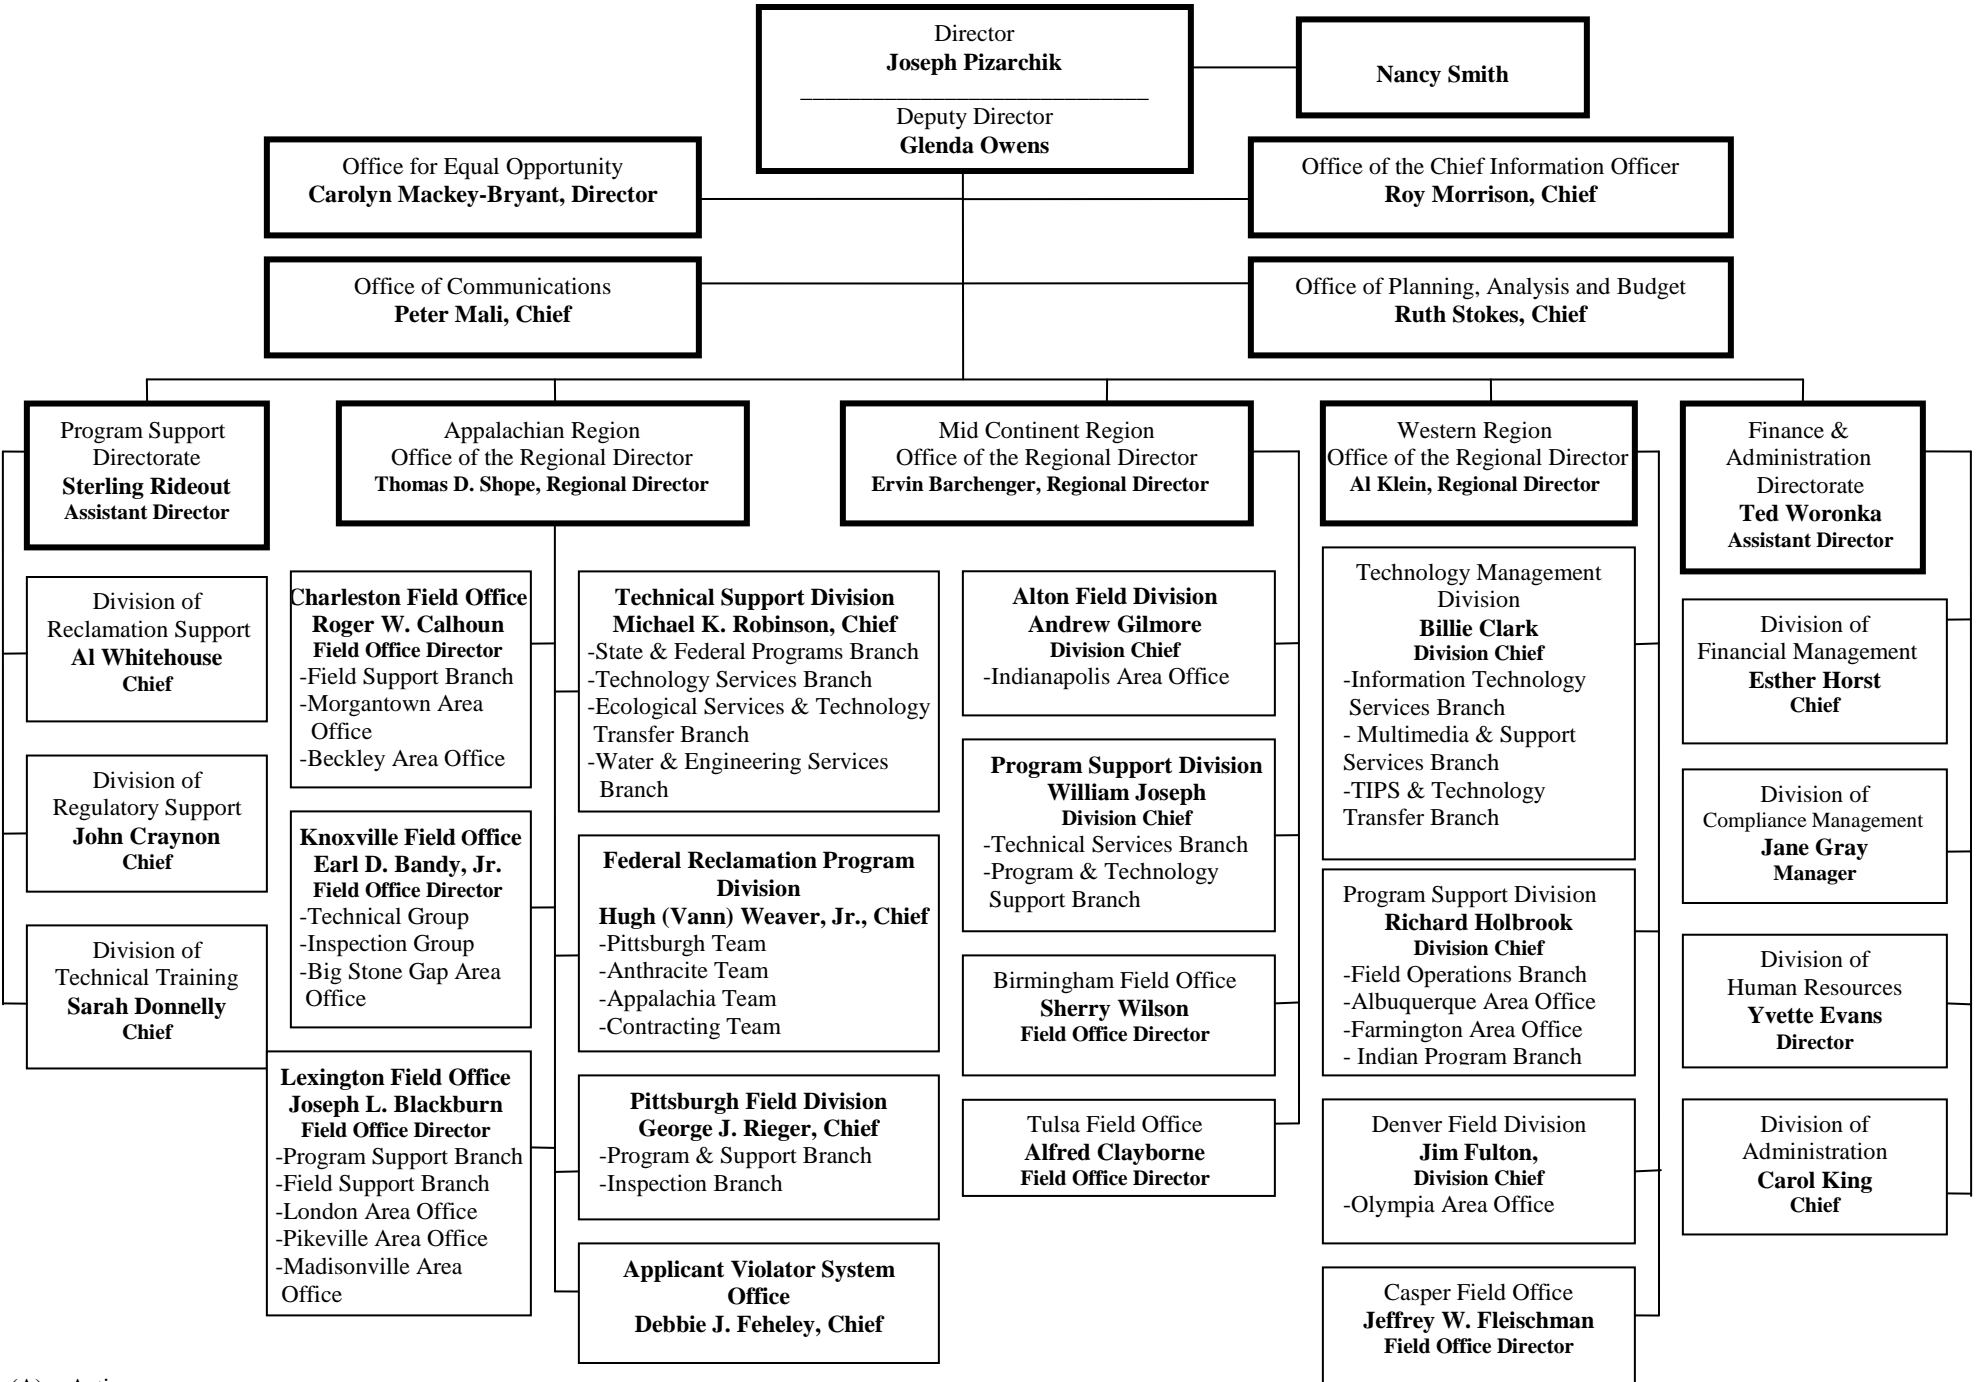 Director
Joseph Pizarchik
Deputy Director
Glenda Owens
Nancy Smith
Office for Equal Opportunity
Carolyn Mackey-Bryant, Director
Office of the Chief Information Officer
Roy Morrison, Chief
Office of Communications
Peter Mali, Chief
Office of Planning, Analysis and Budget
Ruth Stokes, Chief
Program Support
Directorate
Sterling Rideout
Assistant Director
Appalachian Region
Office of the Regional Director
Thomas D. Shope, Regional Director
Mid Continent Region
Office of the Regional Director
Ervin Barchenger, Regional Director
Western Region
Office of the Regional Director
Al Klein, Regional Director
Finance &
Administration
Directorate
Ted Woronka
Assistant Director
Division of
Reclamation Support
Al Whitehouse
Chief
Division of
Regulatory Support
John Craynon
Chief
Division of
Technical Training
Sarah Donnelly
Chief
Charleston Field Office
Roger W. Calhoun
Field Office Director
-Field Support Branch
-Morgantown Area
Office
-Beckley Area Office
Knoxville Field Office
Earl D. Bandy, Jr.
Field Office Director
-Technical Group
-Inspection Group
-Big Stone Gap Area
Office
Lexington Field Office
Joseph L. Blackburn
Field Office Director
-Program Support Branch
-Field Support Branch
-London Area Office
-Pikeville Area Office
-Madisonville Area
Office
Technical Support Division
Michael K. Robinson, Chief
-State & Federal Programs Branch
-Technology Services Branch
-Ecological Services & Technology
Transfer Branch
-Water & Engineering Services
Branch
Federal Reclamation Program
Division
Hugh (Vann) Weaver, Jr., Chief
-Pittsburgh Team
-Anthracite Team
-Appalachia Team
-Contracting Team
Pittsburgh Field Division
George J. Rieger, Chief
-Program & Support Branch
-Inspection Branch
Applicant Violator System
Office
Debbie J. Feheley, Chief
Alton Field Division
Andrew Gilmore
Division Chief
-Indianapolis Area Office
Program Support Division
William Joseph
Division Chief
-Technical Services Branch
-Program & Technology
Support Branch
Birmingham Field Office
Sherry Wilson
Field Office Director
Tulsa Field Office
Alfred Clayborne
Field Office Director
Technology Management
Division
Billie Clark
Division Chief
-Information Technology
Services Branch
- Multimedia & Support
Services Branch
-TIPS & Technology
Transfer Branch
Program Support Division
Richard Holbrook
Division Chief
-Field Operations Branch
-Albuquerque Area Office
-Farmington Area Office
- Indian Program Branch
Denver Field Division
Jim Fulton,
Division Chief
-Olympia Area Office
Casper Field Office
Jeffrey W. Fleischman
Field Office Director
Division of
Financial Management
Esther Horst
Chief
Division of
Compliance Management
Jane Gray
Manager
Division of
Human Resources
Yvette Evans
Director
Division of
Administration
Carol King
Chief